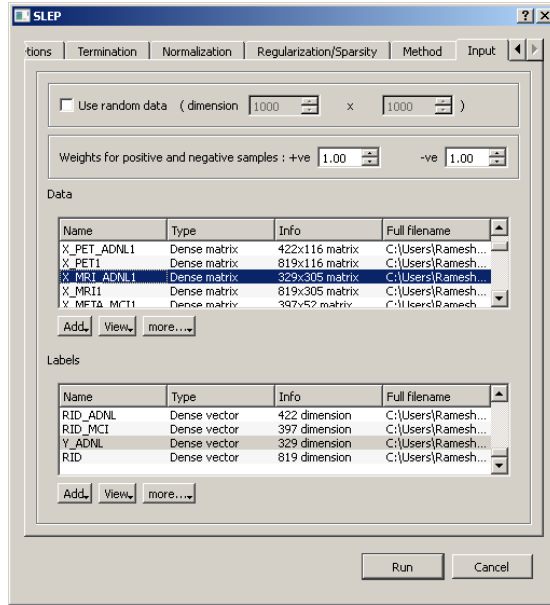 SLEP
tions Termination Normalization Regularization/Sparsity Method Input
Use random data ( dimension 1000 x 1000 )
Weights for positive and negative samples : +ve 1.00 -ve 1.00
Data
Name Type Info Full filename
X_PET_ADNL1 Dense matrix 422x116 matrix C:\Users\Ramesh...
X_PET1 Dense matrix 819x116 matrix C:\Users\Ramesh...
X_MRI_ADNL1 Dense matrix 329x305 matrix C:\Users\Ramesh...
X_MRI1 Dense matrix 819x305 matrix C:\Users\Ramesh...
X_META_MCI1 Dense matrix 397x52 matrix C:\Users\Ramesh...
Add View more...
Labels
Name Type Info Full filename
RID_ADNL Dense vector 422 dimension C:\Users\Ramesh...
RID_MCI Dense vector 397 dimension C:\Users\Ramesh...
Y_ADNL Dense vector 329 dimension C:\Users\Ramesh...
RID Dense vector 819 dimension C:\Users\Ramesh...
Add View more...
Run Cancel